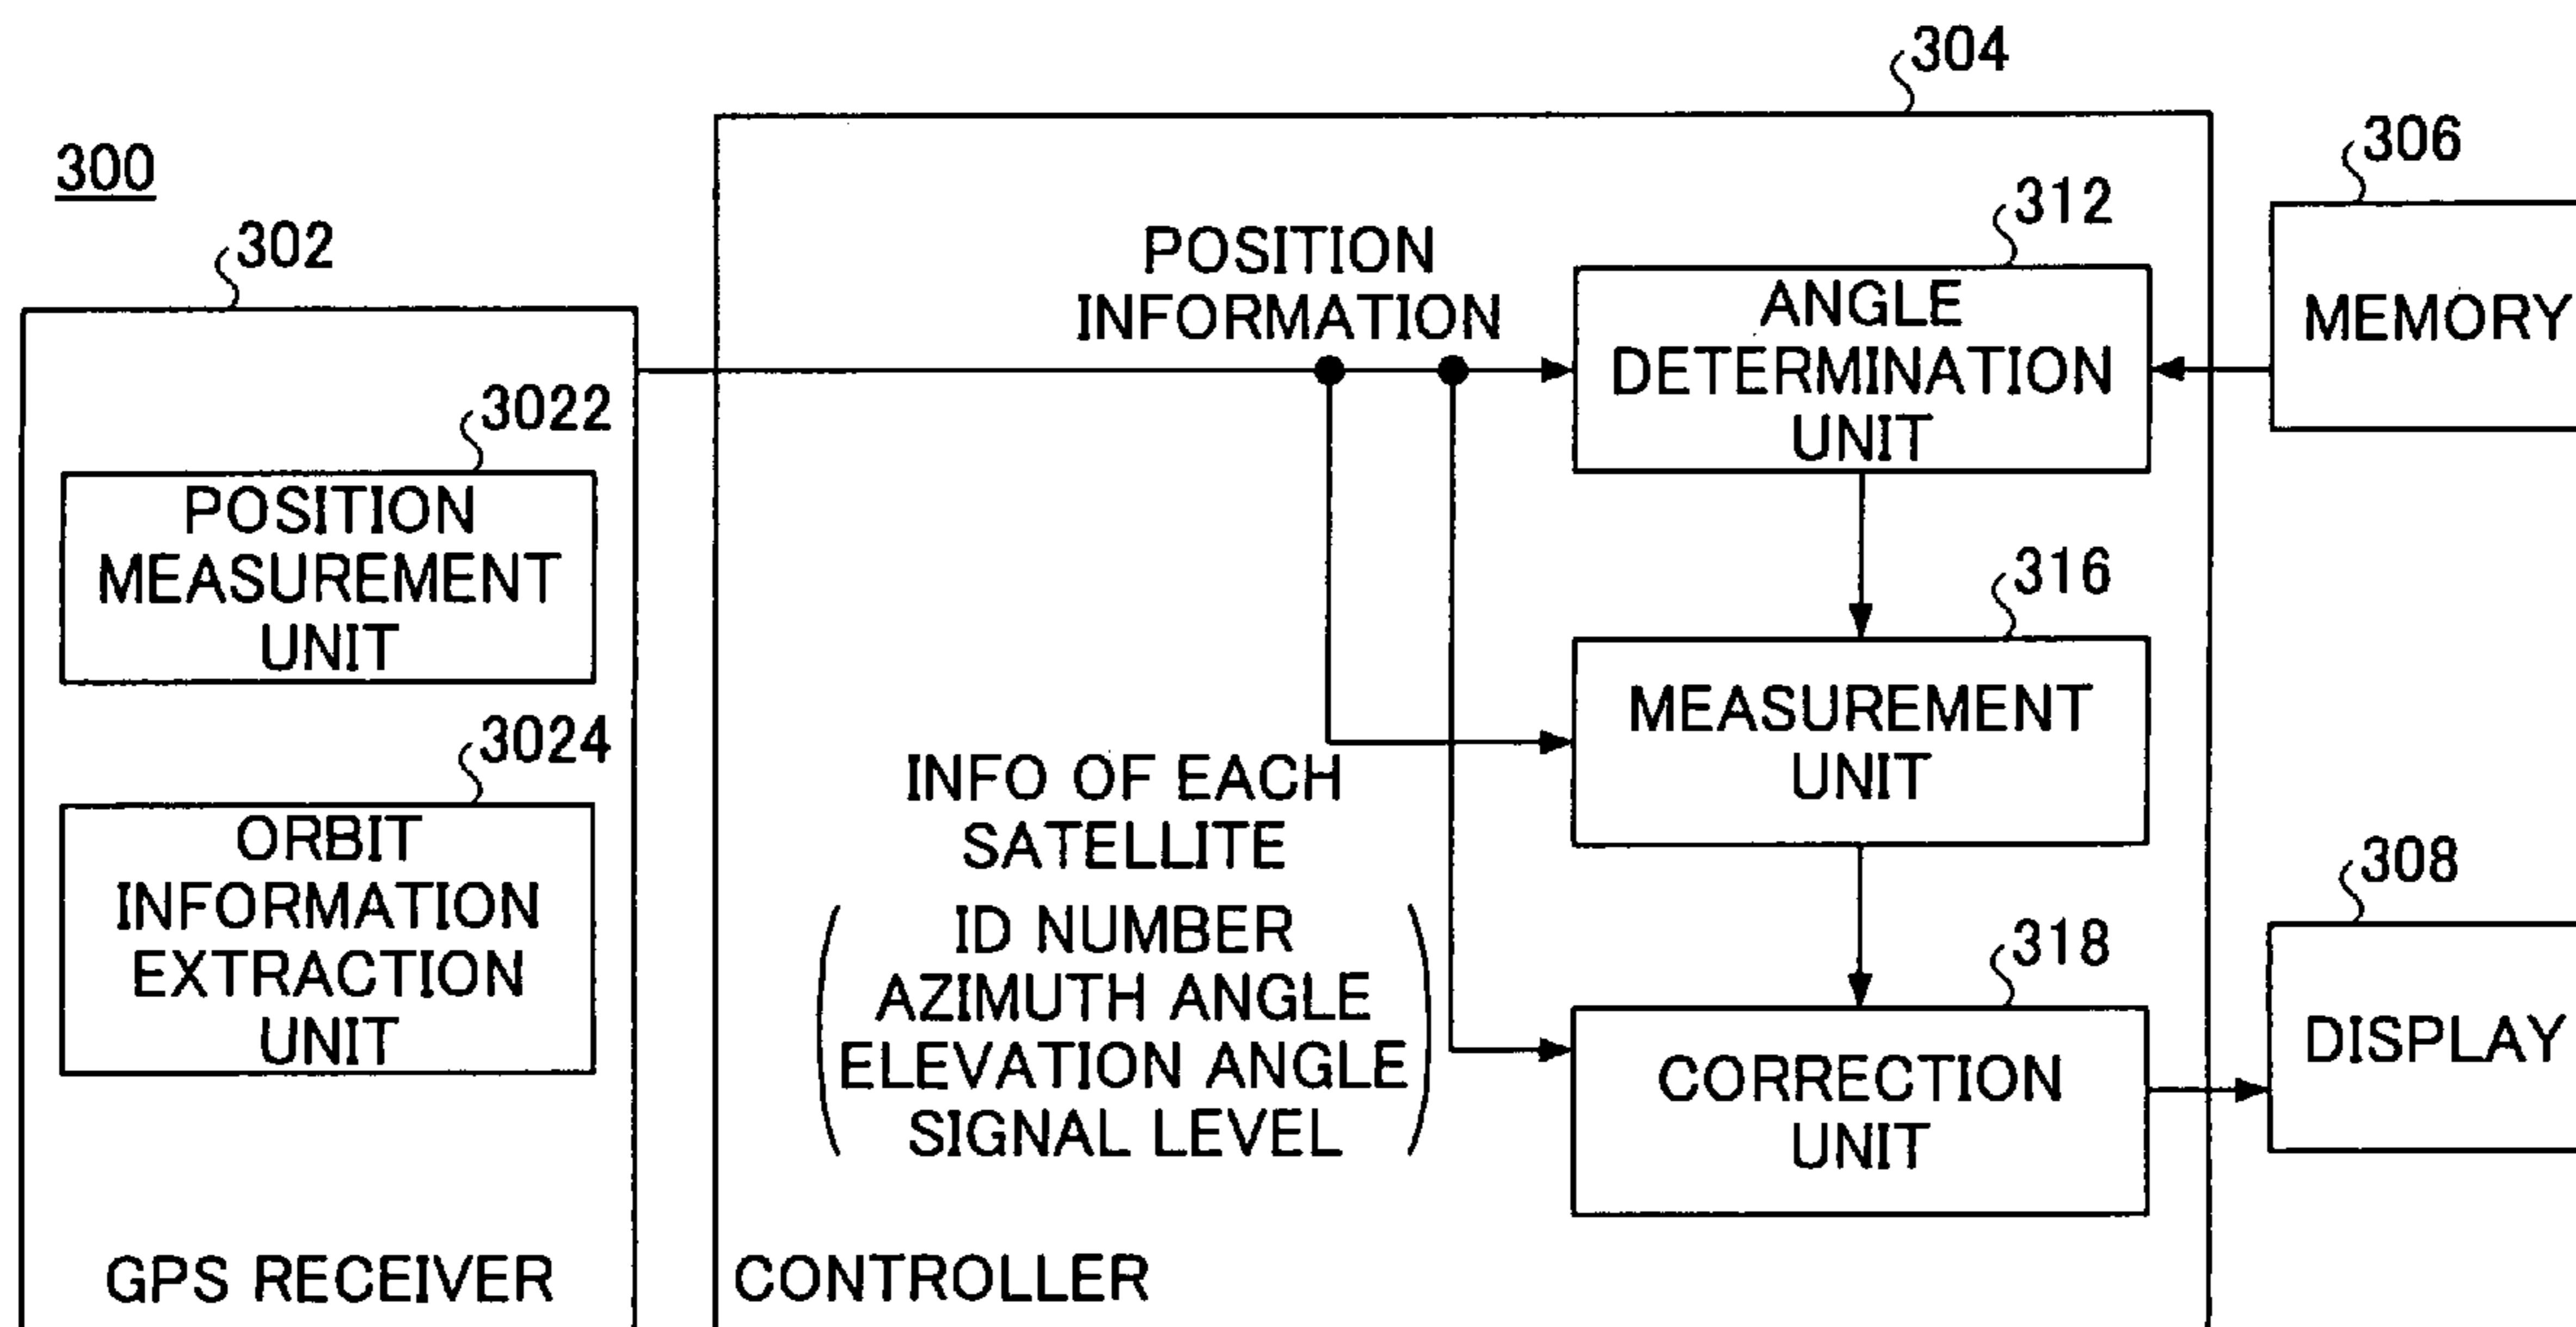 300
302
3022
POSITION
MEASUREMENT
UNIT
3024
ORBIT
INFORMATION
EXTRACTION
UNIT
GPS RECEIVER
304
POSITION
INFORMATION
312
ANGLE
DETERMINATION
UNIT
316
MEASUREMENT
UNIT
INFO OF EACH
SATELLITE
ID NUMBER
AZIMUTH ANGLE
ELEVATION ANGLE
SIGNAL LEVEL
318
CORRECTION
UNIT
CONTROLLER
306
MEMORY
308
DISPLAY